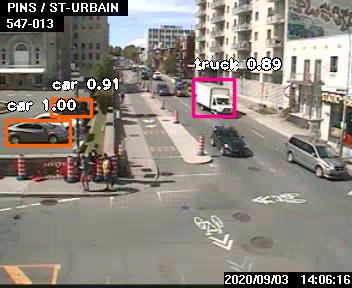 PINS / ST-URBAIN
547-013
truck 0.89
car 0.91
car 1.00
2020/09/03 14:06:16